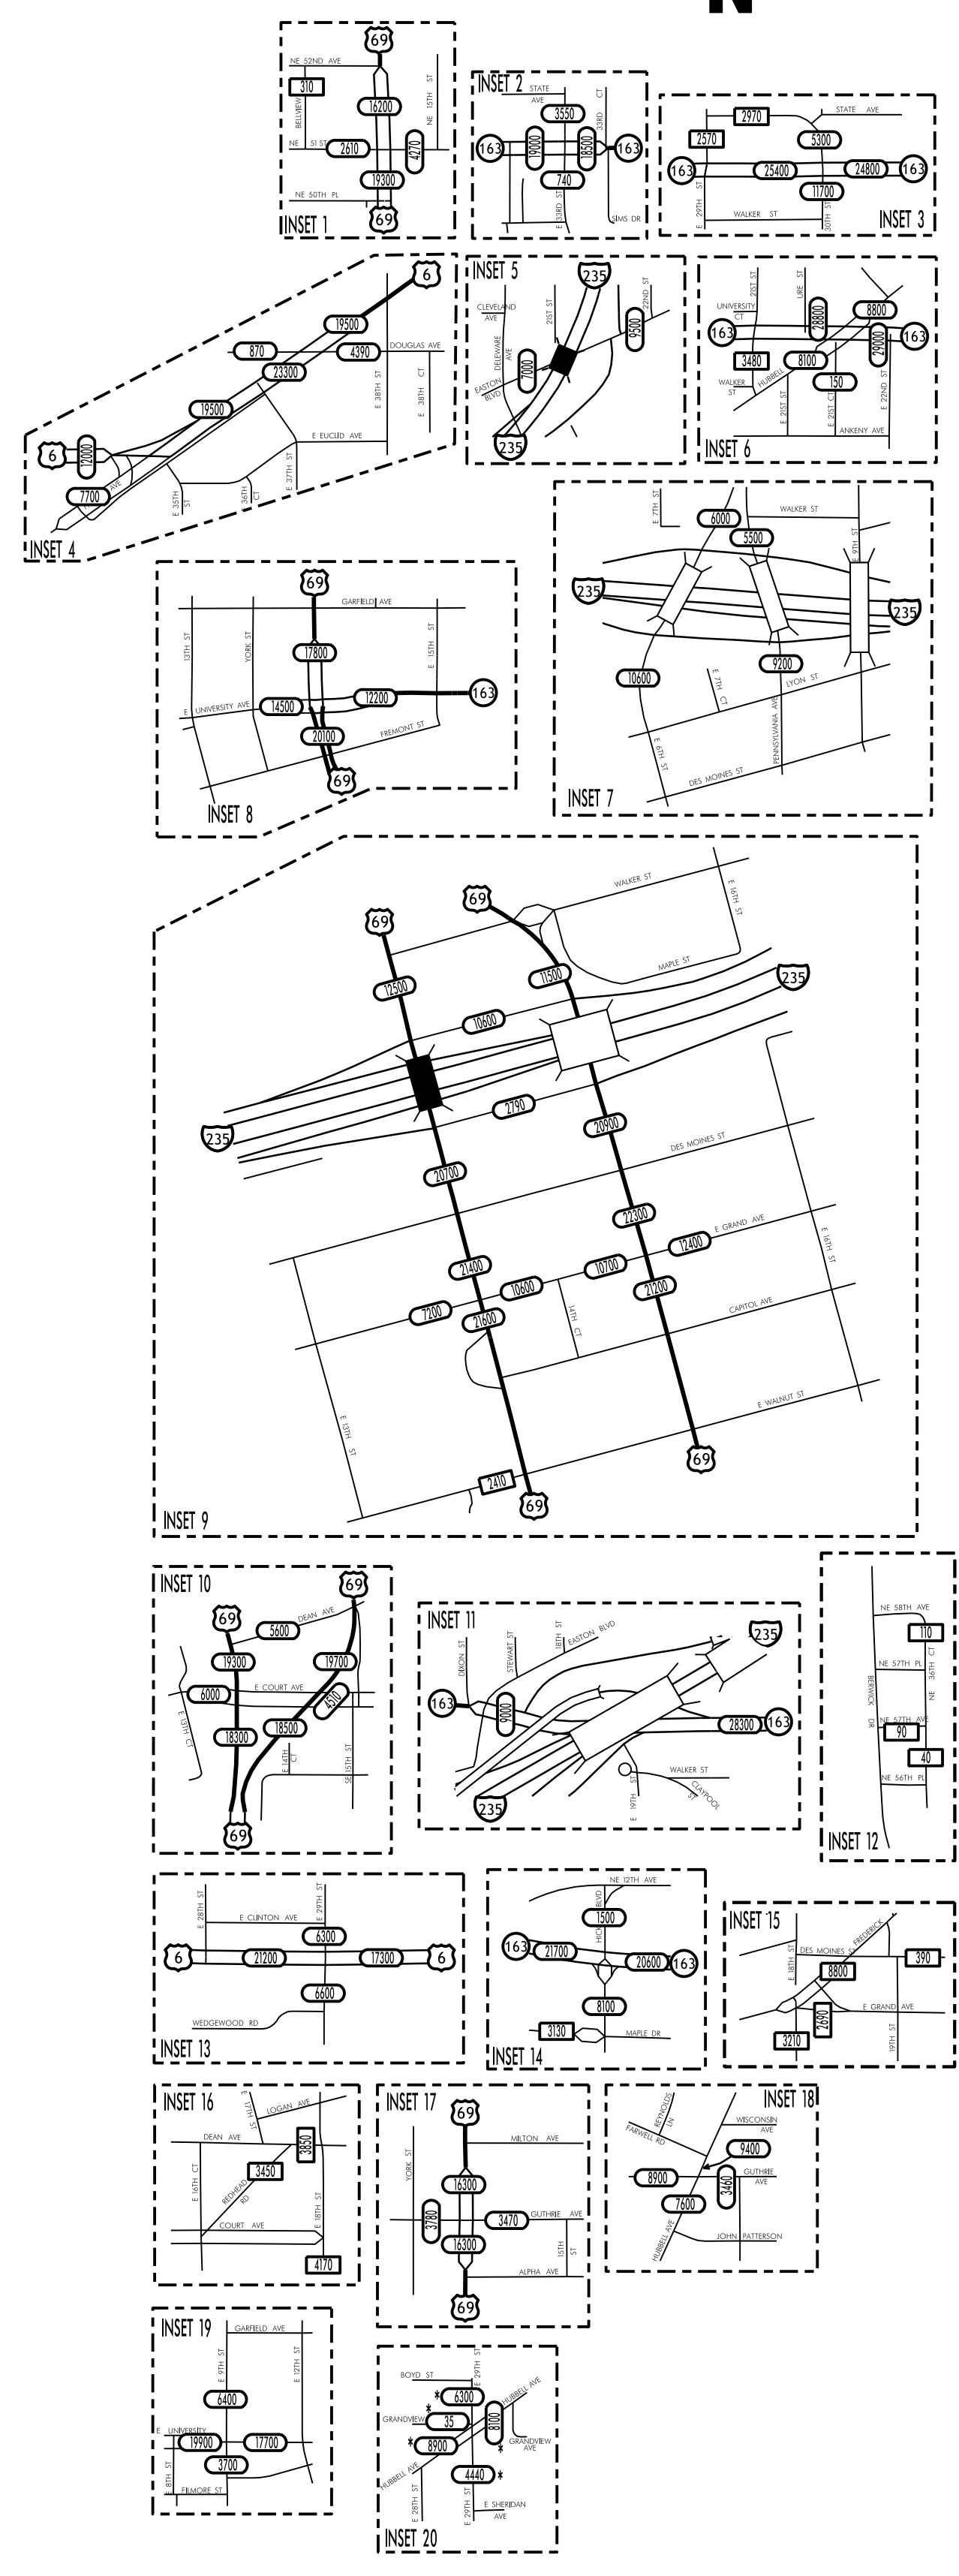 N
69
NE 52ND AVE
310
BELLVIEW
16200
NE 15TH ST
NE 51 ST
2610
4270
19300
NE 50TH PL
69
INSET 1
INSET 2
STATE AVE
33RD CT
3550
163
19000
18500
163
740
E 33RD ST
SIMS DR
2970
STATE AVE
2570
5300
163
25400
24800
163
11700
E 29TH ST
WALKER ST
30TH ST
INSET 3
6
19500
870
4390
DOUGLAS AVE
23300
E 38TH ST
E 38TH CT
19500
E EUCLID AVE
6
12000
7700
AVE
E 35TH ST
36TH CT
E 37TH ST
INSET 4
INSET 5
235
CLEVELAND AVE
21ST ST
22ND ST
DELEWARE AVE
9500
7000
EASTON BLVD
235
21ST ST
URE ST
UNIVERSITY CT
28800
8800
163
29000
163
3480
8100
150
WALKER ST
HUBBELL
E 21ST ST
E 21ST CT
E 22ND ST
ANKENY AVE
INSET 6
E 7TH ST
6000
WALKER ST
5500
E 9TH ST
235
235
10600
9200
E 7TH CT
LYON ST
E 6TH ST
PENNSYLVANIA AVE
DES MOINES ST
INSET 7
69
GARFIELD AVE
13TH ST
YORK ST
E 15TH ST
17800
E UNIVERSITY AVE
14500
12200
163
20100
FREMONT ST
69
INSET 8
69
69
WALKER ST
E 16TH ST
12500
11500
MAPLE ST
235
10600
2790
235
20900
20700
DES MOINES ST
22300
E GRAND AVE
E 16TH ST
12400
21400
10700
10600
21200
7200
21600
14TH CT
CAPITOL AVE
E 13TH ST
E WALNUT ST
69
2410
69
INSET 9
INSET 10
69
69
DEAN AVE
5600
19300
19700
E COURT AVE
6000
4510
E 13TH CT
18300
18500
E 14TH CT
SE 15TH ST
69
INSET 11
DIXON ST
STEWART ST
18TH ST
EASTON BLVD
235
163
9000
28300
163
WALKER ST
E 19TH ST
CLAYPOOL ST
235
NE 58TH AVE
110
NE 57TH PL
NE 36TH CT
BERWICK DR
NE 57TH AVE
90
40
NE 56TH PL
INSET 12
E 28TH ST
E CLINTON AVE
E 29TH ST
6300
6
21200
17300
6
6600
WEDGEWOOD RD
INSET 13
NE 12TH AVE
HICK BLVD
1500
163
21700
20600
163
8100
3130
MAPLE DR
INSET 14
INSET 15
FREDERICK
E 18TH ST
DES MOINES ST
390
8800
2690
E GRAND AVE
3210
19TH ST
INSET 16
E 17TH ST
LOGAN AVE
DEAN AVE
3850
3450
E 16TH CT
REDHEAD RD
COURT AVE
E 18TH ST
4170
INSET 17
69
MILTON AVE
YORK ST
16300
3780
3470
GUTHRIE AVE
16300
15TH ST
ALPHA AVE
69
INSET 18
REYNOLDS LN
FARWELL RD
WISCONSIN AVE
9400
8900
3460
GUTHRIE AVE
7600
HUBBELL AVE
JOHN PATTERSON
INSET 19
GARFIELD AVE
E 9TH ST
E 12TH ST
6400
E UNIVERSITY
19900
17700
3700
E 8TH ST
FILMORE ST
BOYD ST
E 29TH ST
6300
HUBBELL AVE
GRANDVIEW
35
8100
GRANDVIEW AVE
8900
HUBBELL AVE
4440
E 28TH ST
E 29TH ST
E SHERIDAN AVE
INSET 20